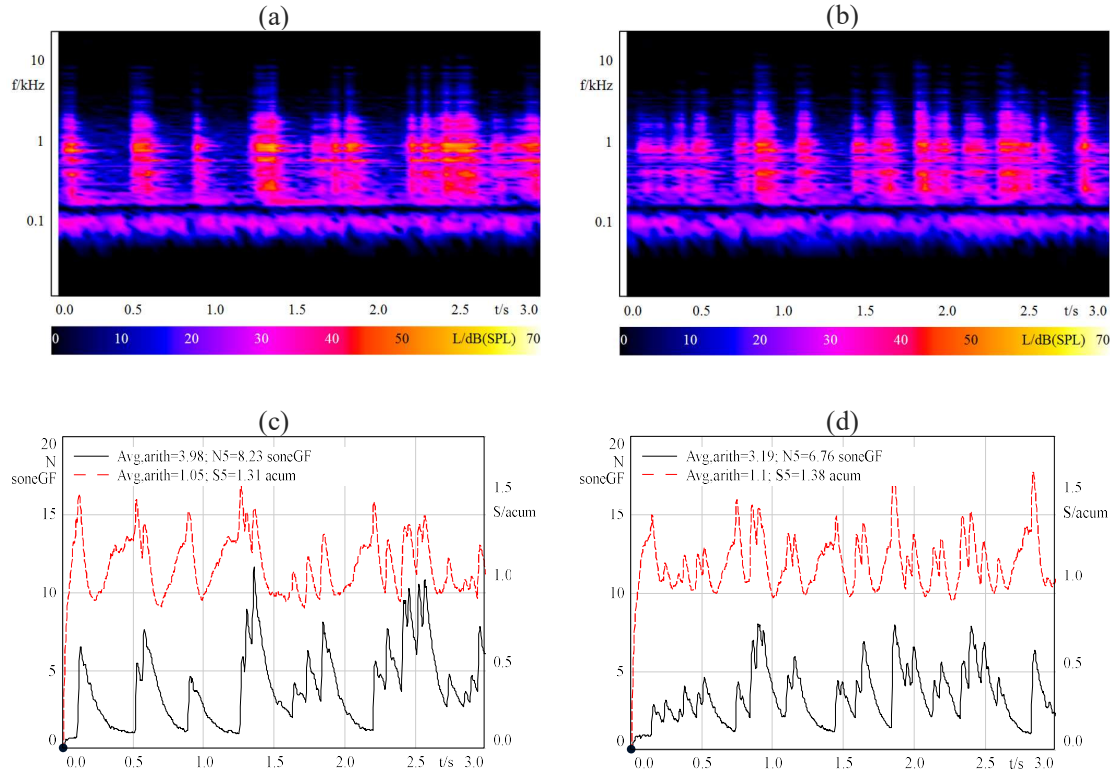 (a)
(b)
10
f/kHz
1
0.1
0.0 0.5 1.0 1.5 2.0 2.5 t/s 3.0
0 10 20 30 40 50 L/dB(SPL) 70
10
f/kHz
1
0.1
0.0 0.5 1.0 1.5 2.0 2.5 t/s 3.0
0 10 20 30 40 50 L/dB(SPL) 70
(c)
(d)
20
N
soneGF
15
10
5
0
Avg,arith=3.98; N5=8.23 soneGF
Avg,arith=1.05; S5=1.31 acum
1.5
S/acum
1.0
0.5
0.0
0.0 0.5 1.0 1.5 2.0 2.5 t/s 3.0
20
N
soneGF
15
10
5
0
Avg,arith=3.19; N5=6.76 soneGF
Avg,arith=1.1; S5=1.38 acum
1.5
S/acum
1.0
0.5
0.0
0.0 0.5 1.0 1.5 2.0 2.5 t/s 3.0